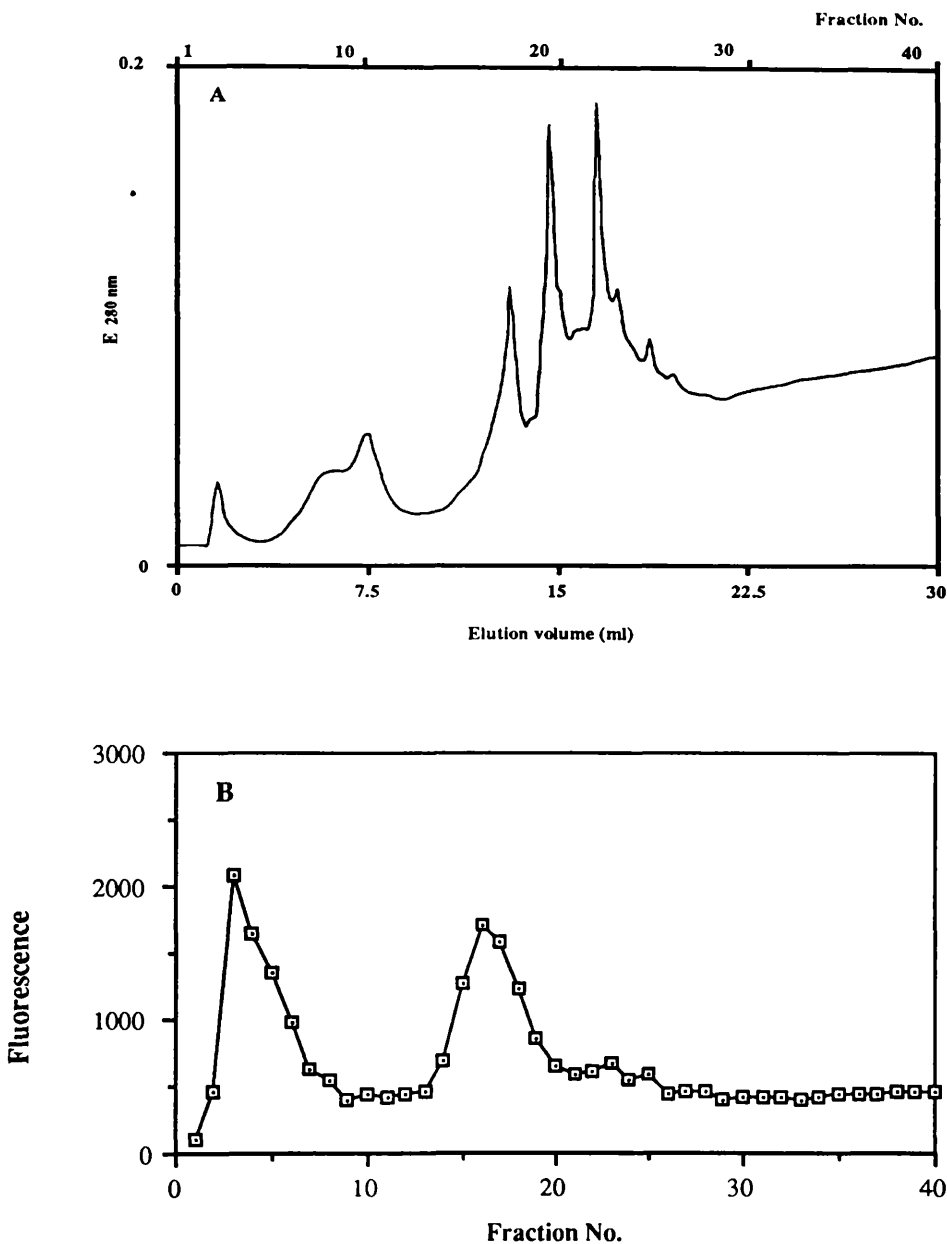 Fraction No.
1 10 20 30 40
0.2
A
E 280 nm
0
0 7.5 15 22.5 30
Elution volume (ml)
3000
B
2000
Fluorescence
1000
0
0 10 20 30 40
Fraction No.